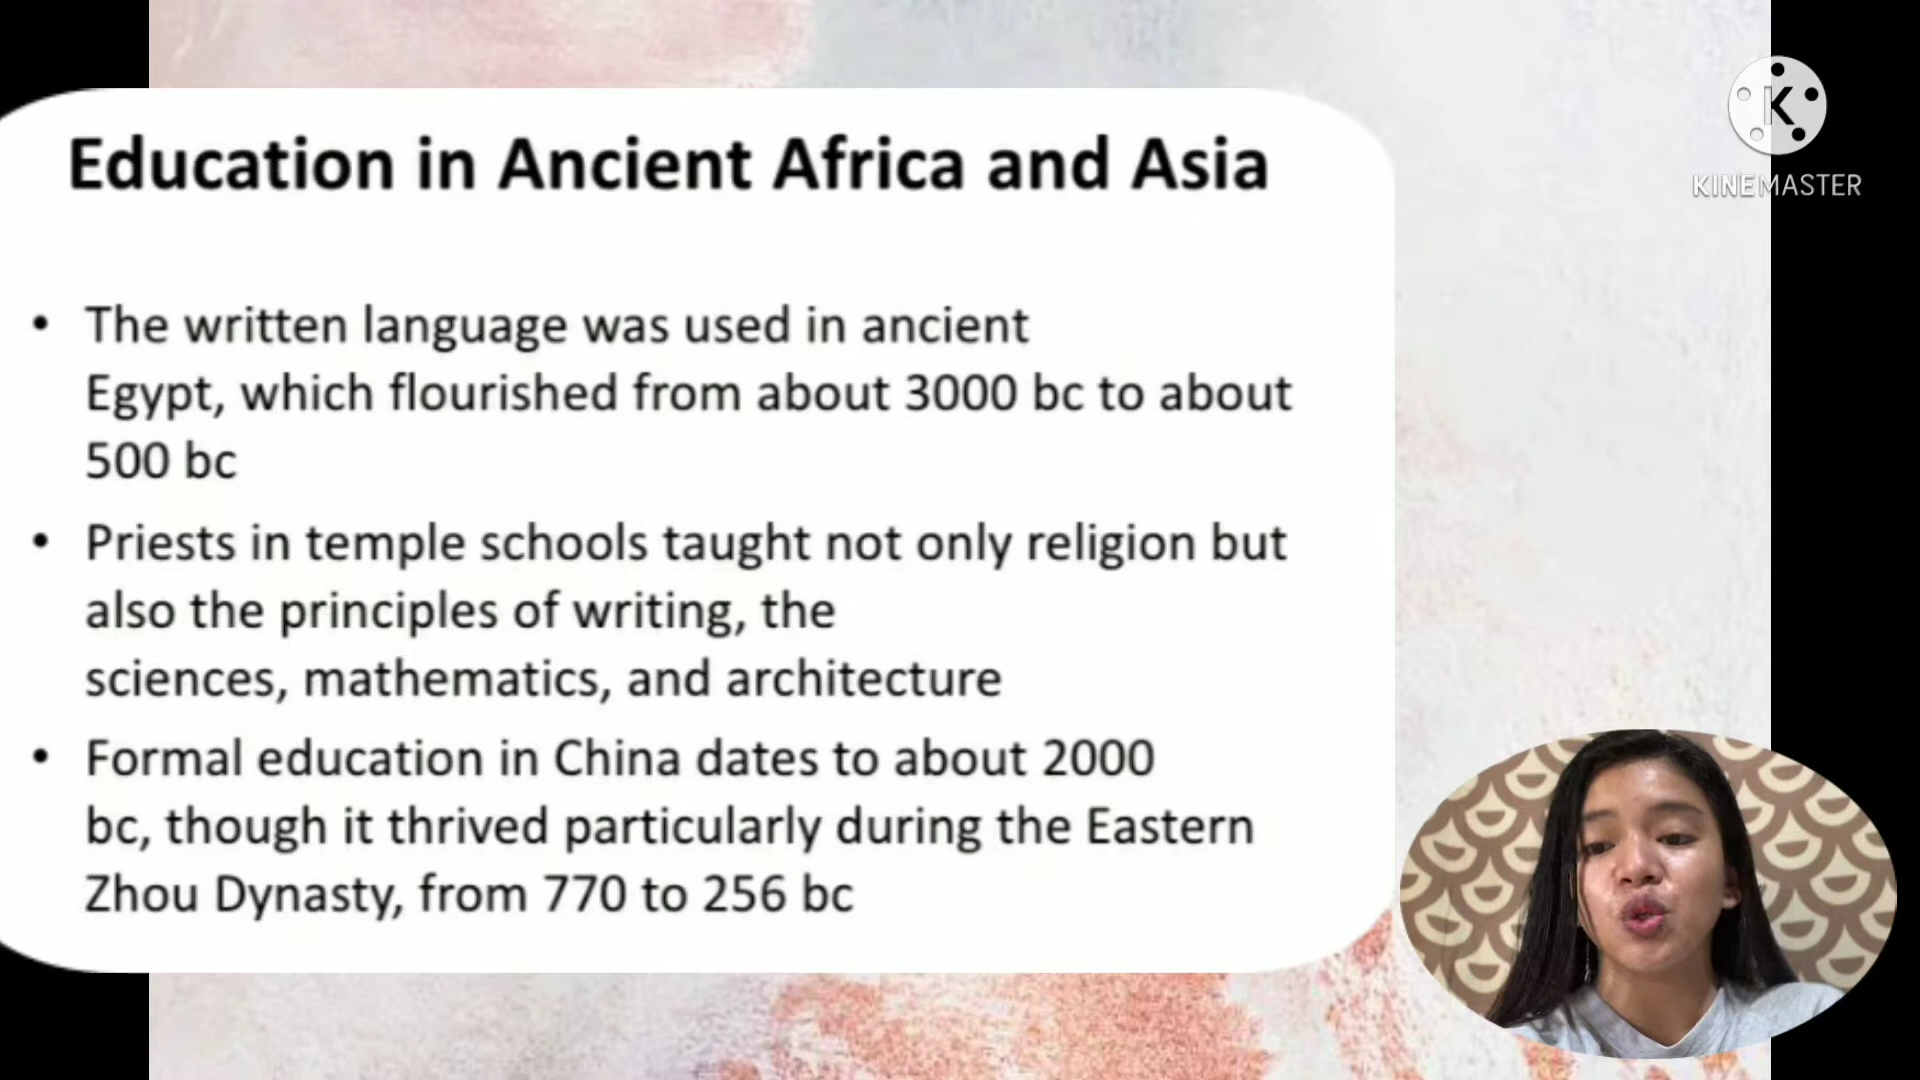 Education in Ancient Africa and Asia
• The written language was used in ancient
Egypt, which flourished from about 3000 bc to about
500 bc
• Priests in temple schools taught not only religion but
also the principles of writing, the
sciences, mathematics, and architecture
• Formal education in China dates to about 2000
bc, though it thrived particularly during the Eastern
Zhou Dynasty, from 770 to 256 bc
K
KINEMASTER